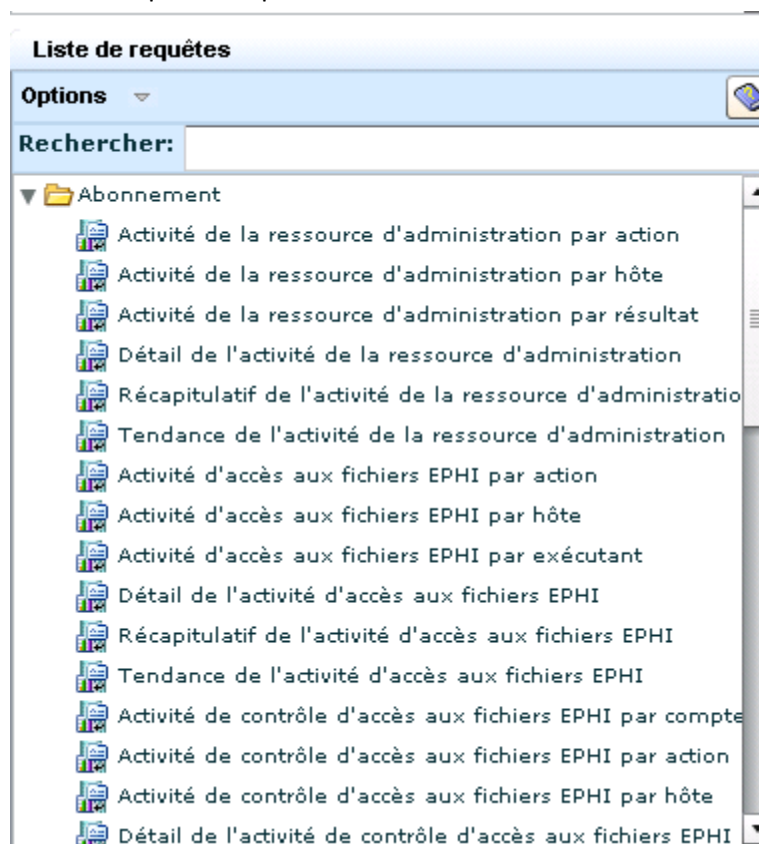 Liste de requêtes
Options
Rechercher:
Abonnement
Activité de la ressource d'administration par action
Activité de la ressource d'administration par hôte
Activité de la ressource d'administration par résultat
Détail de l'activité de la ressource d'administration
Récapitulatif de l'activité de la ressource d'administratio
Tendance de l'activité de la ressource d'administration
Activité d'accès aux fichiers EPHI par action
Activité d'accès aux fichiers EPHI par hôte
Activité d'accès aux fichiers EPHI par exécutant
Détail de l'activité d'accès aux fichiers EPHI
Récapitulatif de l'activité d'accès aux fichiers EPHI
Tendance de l'activité d'accès aux fichiers EPHI
Activité de contrôle d'accès aux fichiers EPHI par compte
Activité de contrôle d'accès aux fichiers EPHI par action
Activité de contrôle d'accès aux fichiers EPHI par hôte
Détail de l'activité de contrôle d'accès aux fichiers EPHI